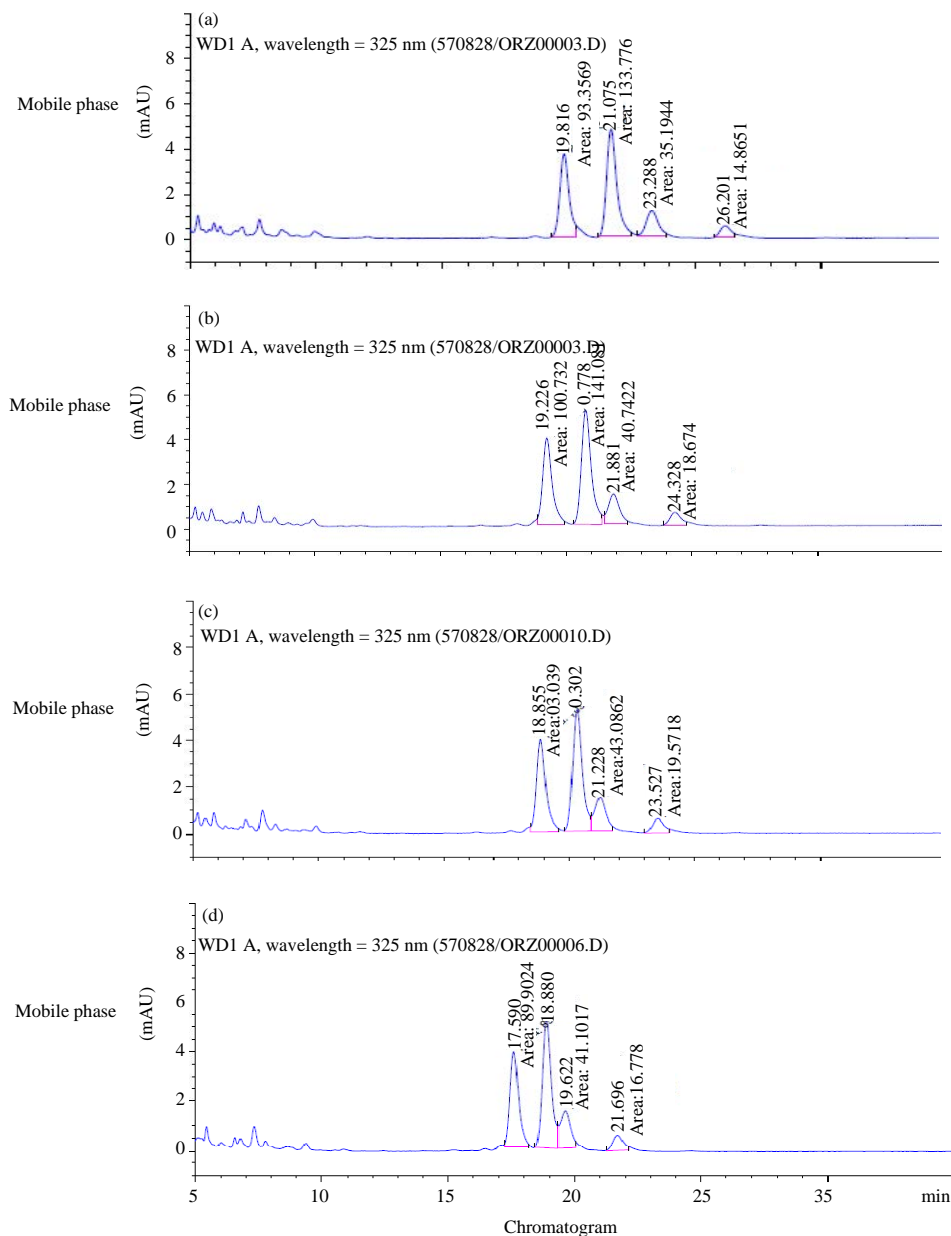 (a)
WD1 A, wavelength = 325 nm (570828/ORZ00003.D)
Mobile phase
(mAU)
8
6
4
2
0
19.816
Area: 93.3569
21.075
Area: 133.776
23.288
Area: 35.1944
26.201
Area: 14.8651
(b)
WD1 A, wavelength = 325 nm (570828/ORZ00003.D)
Mobile phase
(mAU)
8
6
4
2
0
19.226
Area: 100.732
0.778
Area: 141.081
21.881
Area: 40.7422
24.328
Area: 18.674
(c)
WD1 A, wavelength = 325 nm (570828/ORZ00010.D)
Mobile phase
(mAU)
8
6
4
2
0
18.855
Area:03.039
0.302
21.228
Area:43.0862
23.527
Area:19.5718
(d)
WD1 A, wavelength = 325 nm (570828/ORZ00006.D)
Mobile phase
(mAU)
8
6
4
2
0
17.590
Area: 89.9024
18.880
19.622
Area: 41.1017
21.696
Area:16.778
5 10 20 25 35 min
Chromatogram